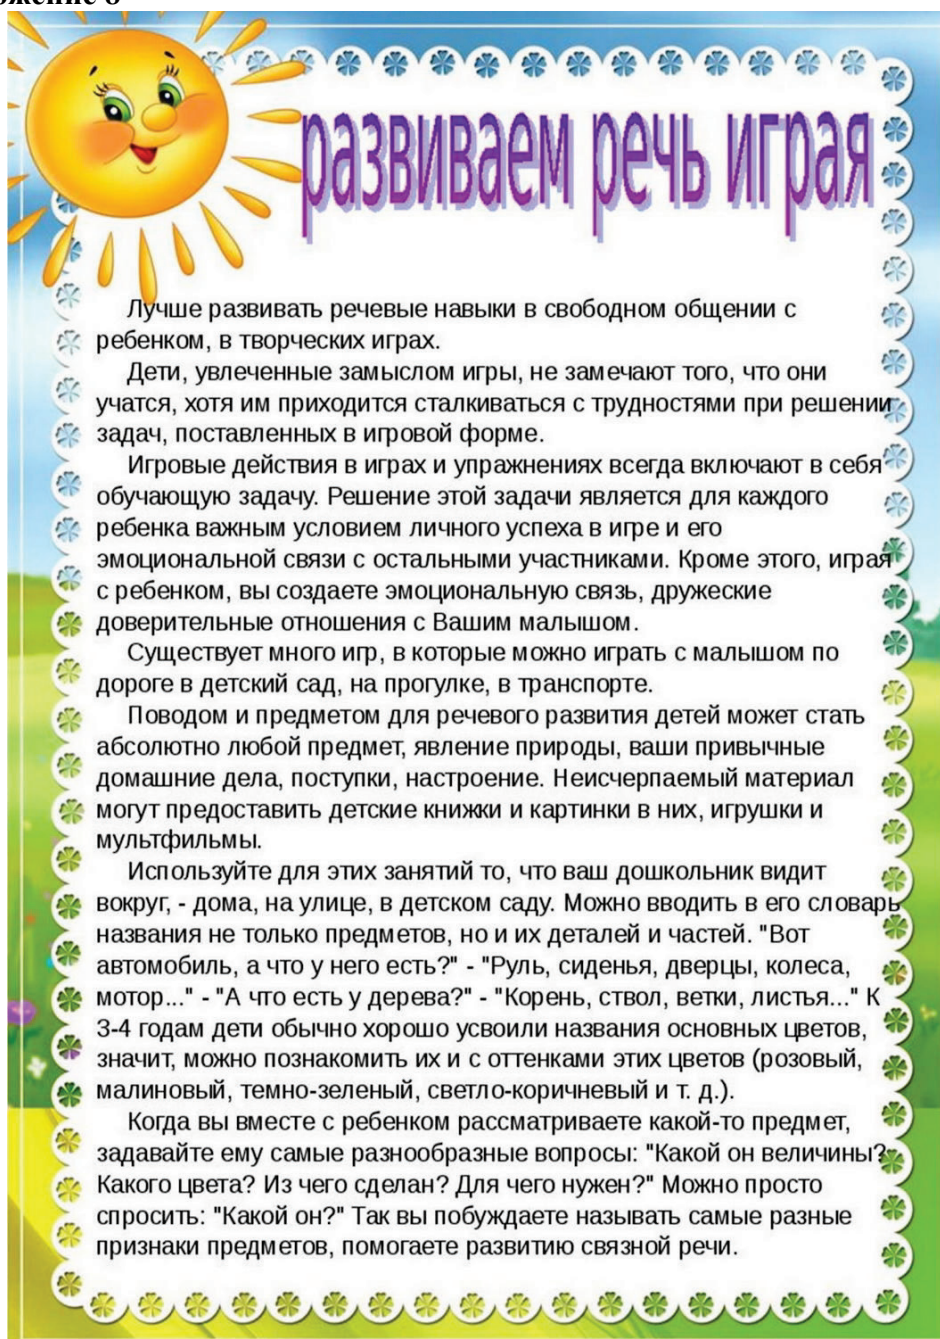 развиваем речь играя
Лучше развивать речевые навыки в свободном общении с
ребенком, в творческих играх.
Дети, увлеченные замыслом игры, не замечают того, что они
учатся, хотя им приходится сталкиваться с трудностями при решении
задач, поставленных в игровой форме.
Игровые действия в играх и упражнениях всегда включают в себя
обучающую задачу. Решение этой задачи является для каждого
ребенка важным условием личного успеха в игре и его
эмоциональной связи с остальными участниками. Кроме этого, играя
с ребенком, вы создаете эмоциональную связь, дружеские
доверительные отношения с Вашим малышом.
Существует много игр, в которые можно играть с малышом по
дороге в детский сад, на прогулке, в транспорте.
Поводом и предметом для речевого развития детей может стать
абсолютно любой предмет, явление природы, ваши привычные
домашние дела, поступки, настроение. Неисчерпаемый материал
могут предоставить детские книжки и картинки в них, игрушки и
мультфильмы.
Используйте для этих занятий то, что ваш дошкольник видит
вокруг, - дома, на улице, в детском саду. Можно вводить в его словарь
названия не только предметов, но и их деталей и частей. "Вот
автомобиль, а что у него есть?" - "Руль, сиденья, дверцы, колеса,
мотор..." - "А что есть у дерева?" - "Корень, ствол, ветки, листья..." К
3-4 годам дети обычно хорошо усвоили названия основных цветов,
значит, можно познакомить их и с оттенками этих цветов (розовый,
малиновый, темно-зеленый, светло-коричневый и т. д.).
Когда вы вместе с ребенком рассматриваете какой-то предмет,
задавайте ему самые разнообразные вопросы: "Какой он величины?
Какого цвета? Из чего сделан? Для чего нужен?" Можно просто
спросить: "Какой он?" Так вы побуждаете называть самые разные
признаки предметов, помогаете развитию связной речи.